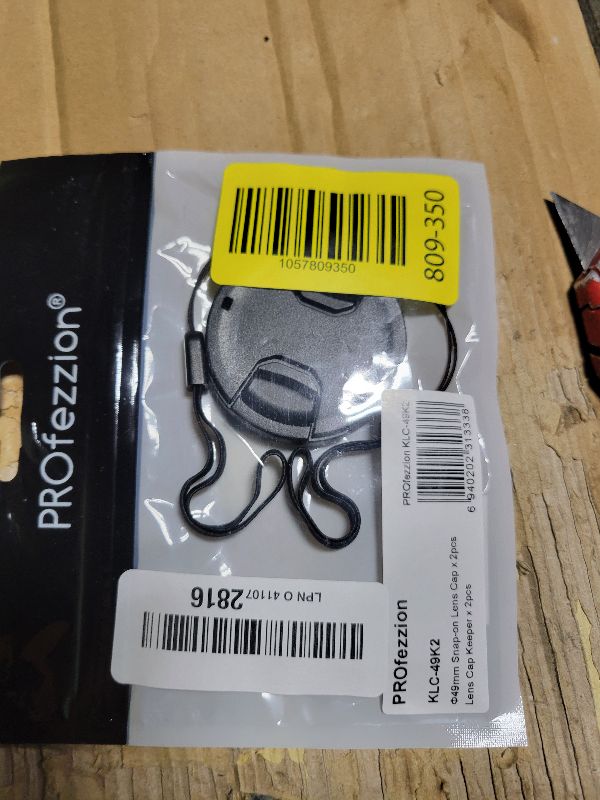 1057809350
809-350
PROfezzion®
PROfezzion KLC-49K2
6 940202 313338
PROfezzion
KLC-49K2
Φ49mm Snap-on Lens Cap x 2pcs
Lens Cap Keeper x 2pcs
LPN O 41107
2816